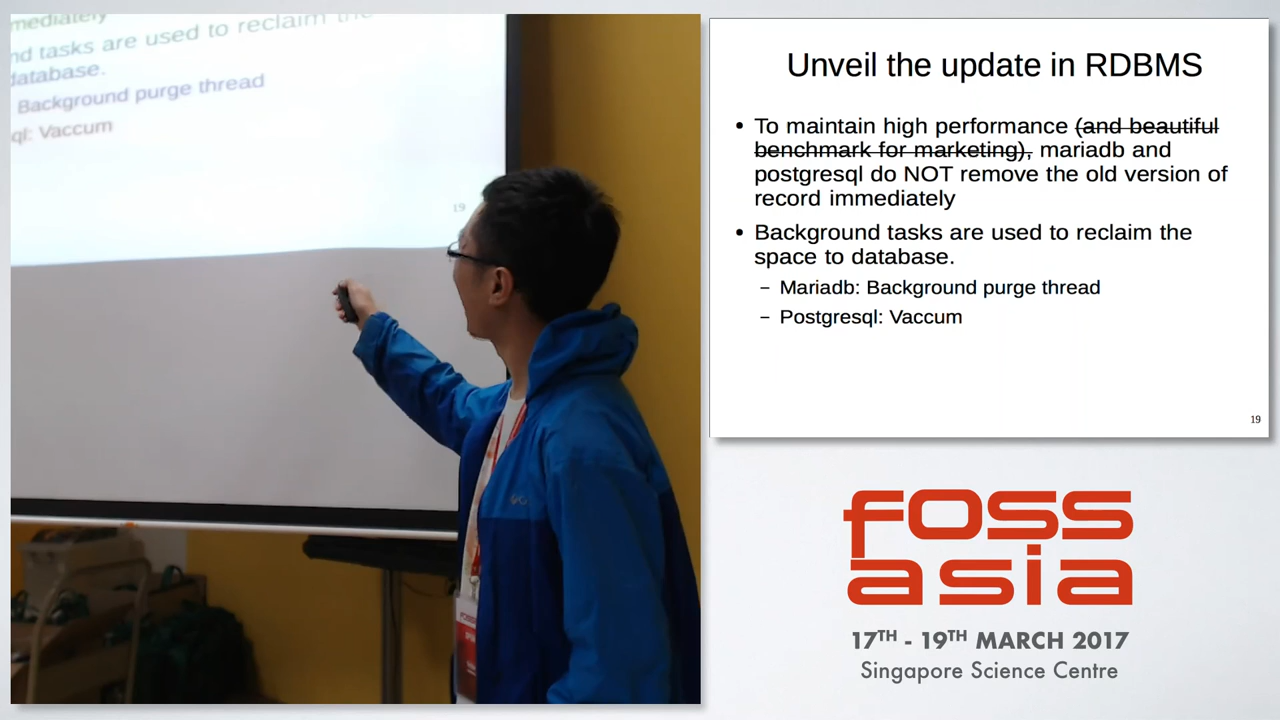 mediately
nd tasks are used to reclaim the
database.
Background purge thread
ql: Vaccum
19
Unveil the update in RDBMS
• To maintain high performance (and beautiful
benchmark for marketing), mariadb and
postgresql do NOT remove the old version of
record immediately
• Background tasks are used to reclaim the
space to database.
– Mariadb: Background purge thread
– Postgresql: Vaccum
19
foss
asia
17TH - 19TH MARCH 2017
Singapore Science Centre